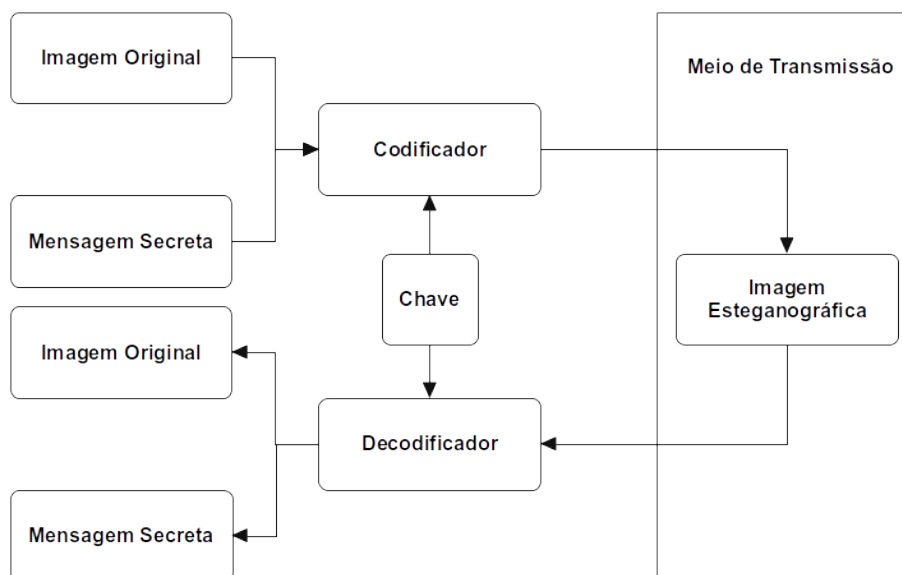 Imagem Original
Meio de Transmissão
Codificador
Mensagem Secreta
Chave
Imagem
Esteganográfica
Imagem Original
Decodificador
Mensagem Secreta